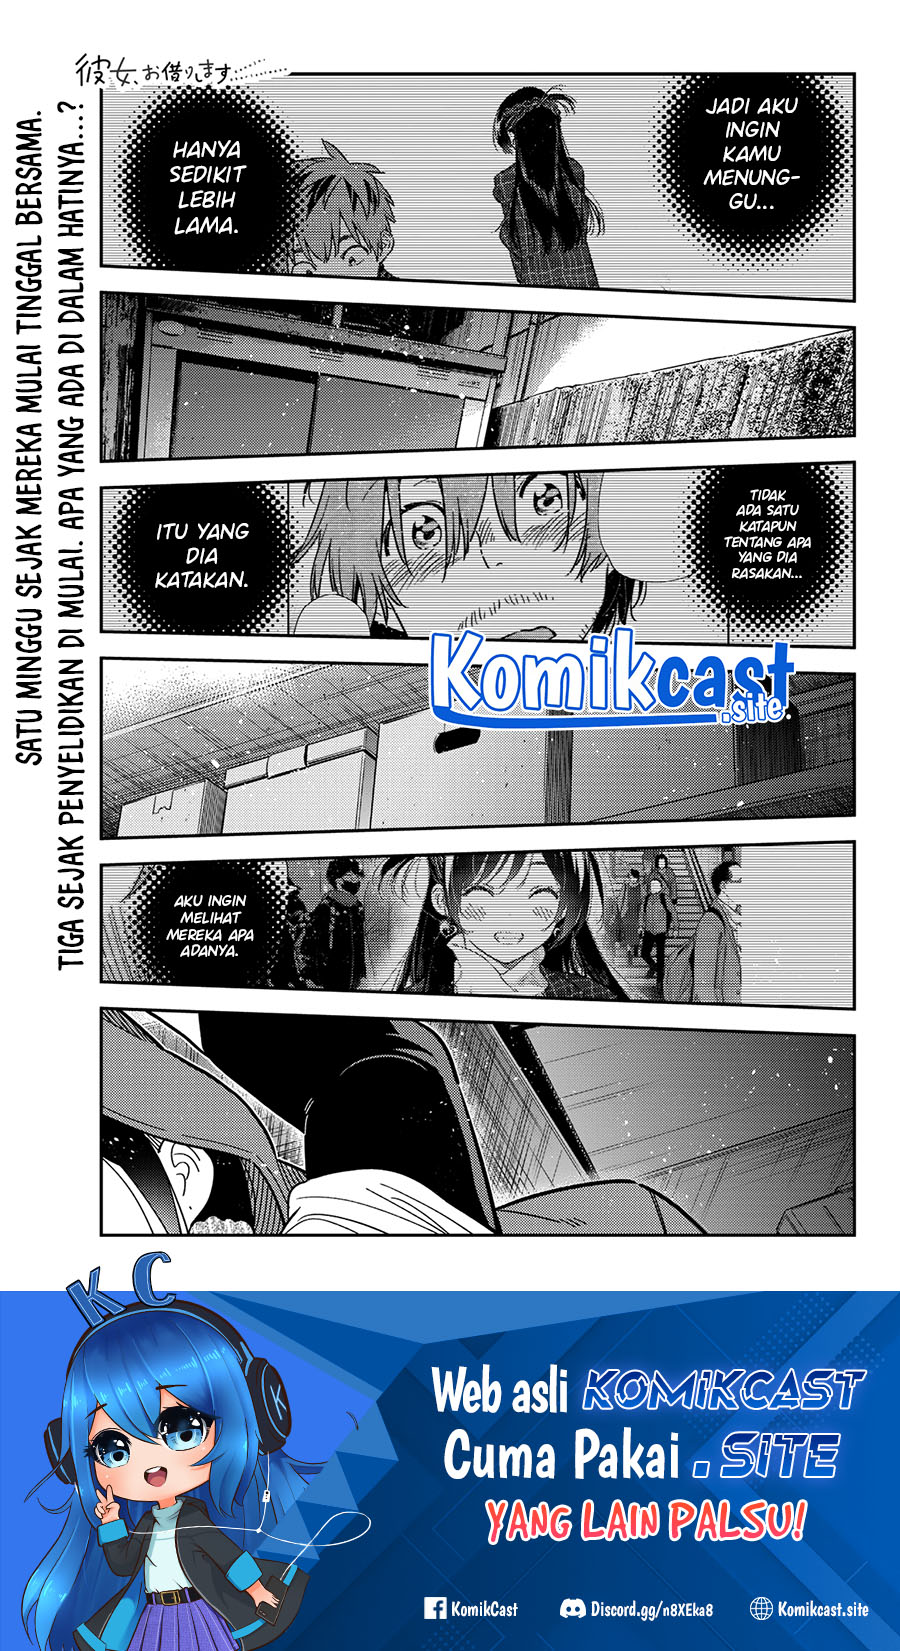 彼女、お借りします
SATU MINGGU SEJAK MEREKA MULAI TINGGAL BERSAMA.
TIGA SEJAK PENYELIDIKAN DI MULAI. APA YANG ADA DI DALAM HATINYA...?
JADI AKU
INGIN
KAMU
MENUNG-
GU...
HANYA
SEDIKIT
LEBIH
LAMA.
TIDAK
ADA SATU
KATAPUN
TENTANG APA
YANG DIA
RASAKAN...
ITU YANG
DIA
KATAKAN.
Komikcast
.site
AKU INGIN
MELIHAT
MEREKA APA
ADANYA.
KC
K
Web asli KOMIKCAST
Cuma Pakai .SITE
YANG LAIN PALSU!
KomikCast
Discord.gg/n8XEka8
Komikcast.site